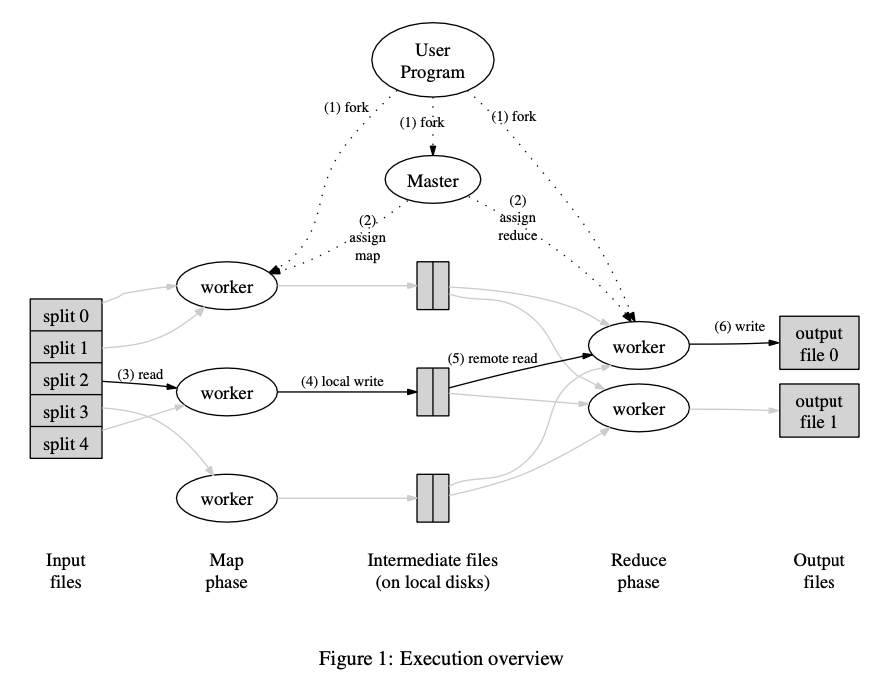 User
Program
(1) fork
(1) fork
(1) fork
Master
(2)
assign
map
(2)
assign
reduce
worker
split 0
split 1
split 2
split 3
split 4
(3) read
worker
(4) local write
(5) remote read
worker
(6) write
output
file 0
worker
output
file 1
worker
Input
files
Map
phase
Intermediate files
(on local disks)
Reduce
phase
Output
files
Figure 1: Execution overview